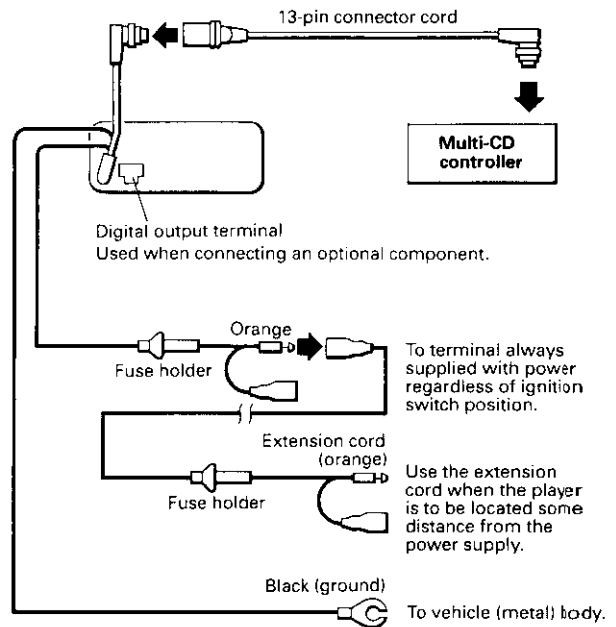 13-pin connector cord
Multi-CD
controller
Digital output terminal
Used when connecting an optional component.
Orange
Fuse holder
To terminal always
supplied with power
regardless of ignition
switch position.
Extension cord
(orange)
Fuse holder
Use the extension
cord when the player
is to be located some
distance from the
power supply.
Black (ground)
To vehicle (metal) body.